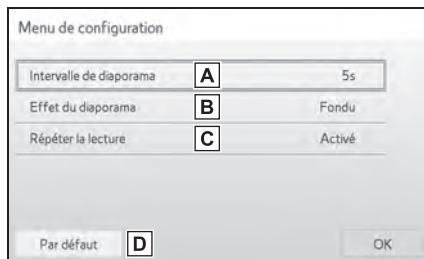 Menu de configuration
Intervalle de diaporama A 5s
Effet du diaporama B Fondu
Répéter la lecture C Activé
Par défaut D OK